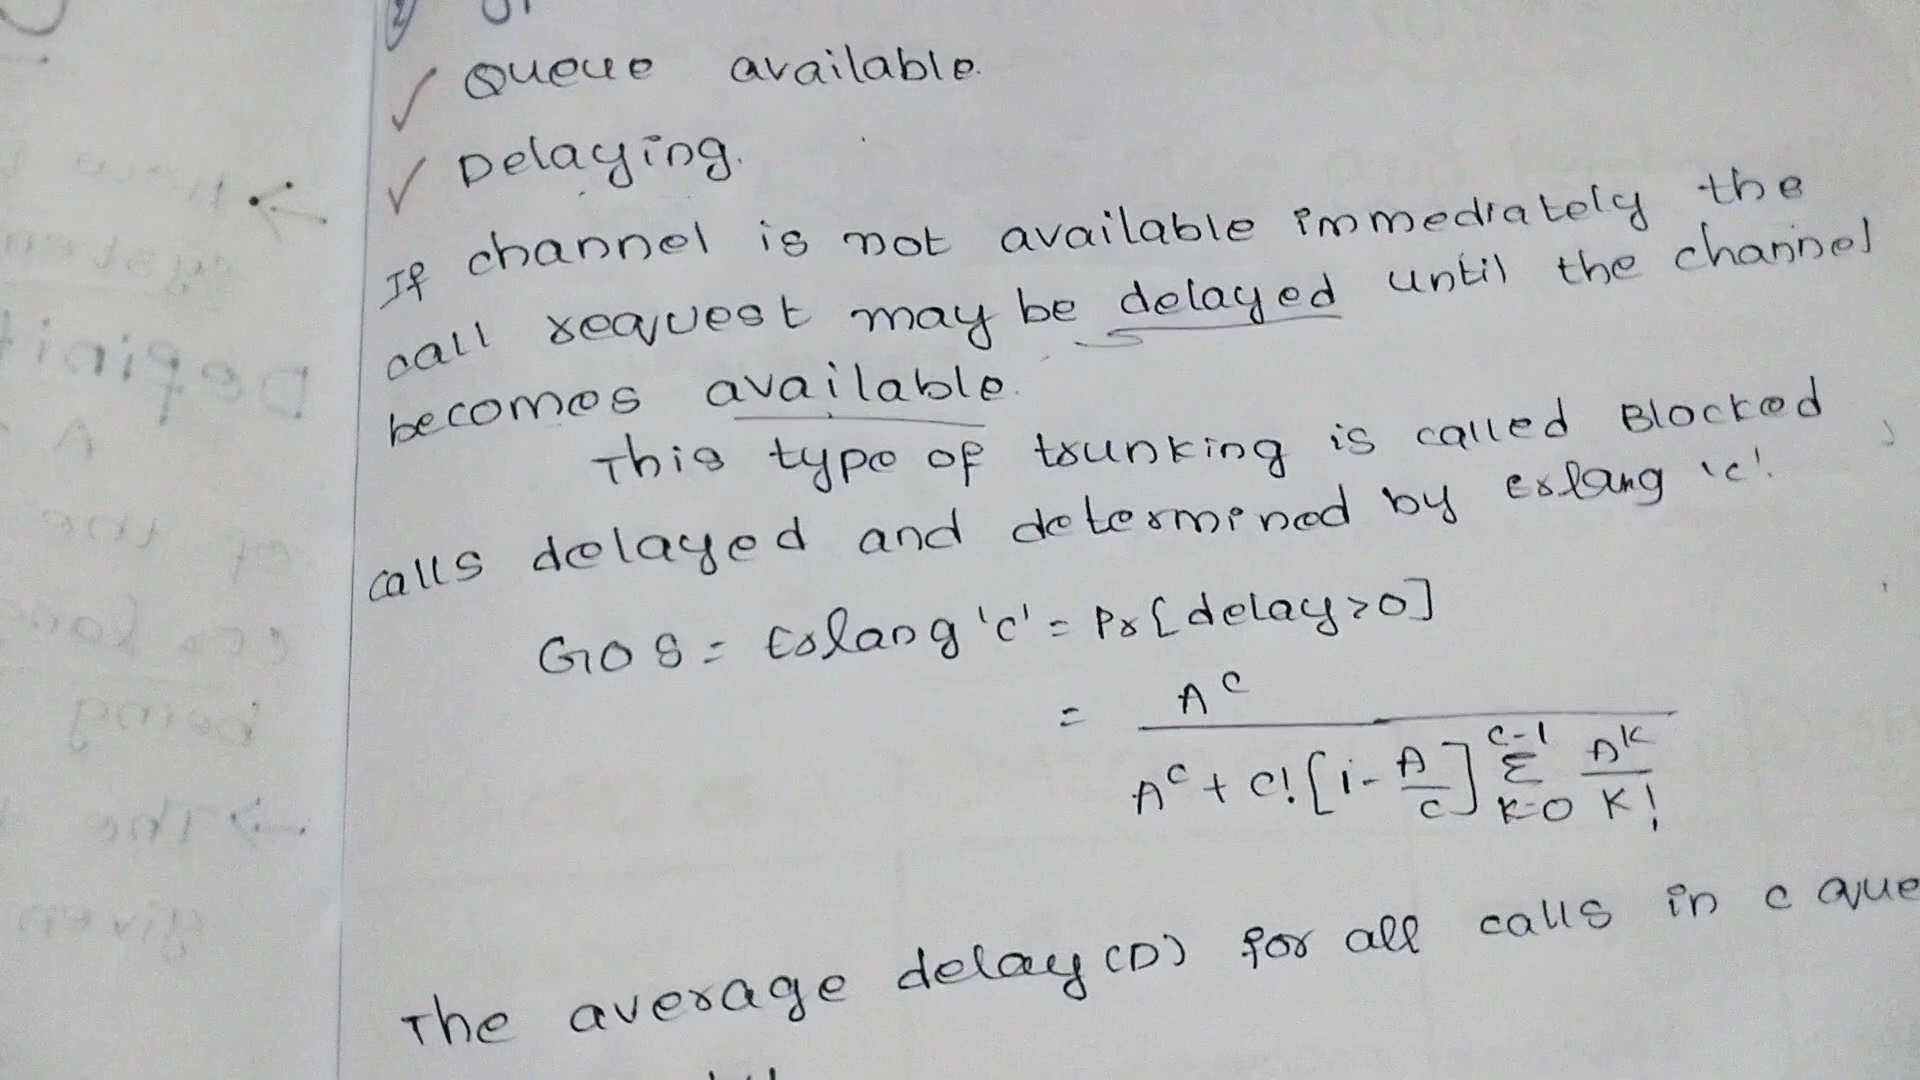 ✓ Queue available.
✓ Delaying.
If channel is not available immediately the
call request may be delayed until the channel
becomes available.
This type of trunking is called Blocked
calls delayed and determined by erlang 'c'.
GOS = Erlang 'c' = Pr[delay>0]
= A^C / (A^C + C! [1 - A/C] Σ_{K=0}^{C-1} A^K / K!)
The average delay (D) for all calls in c que